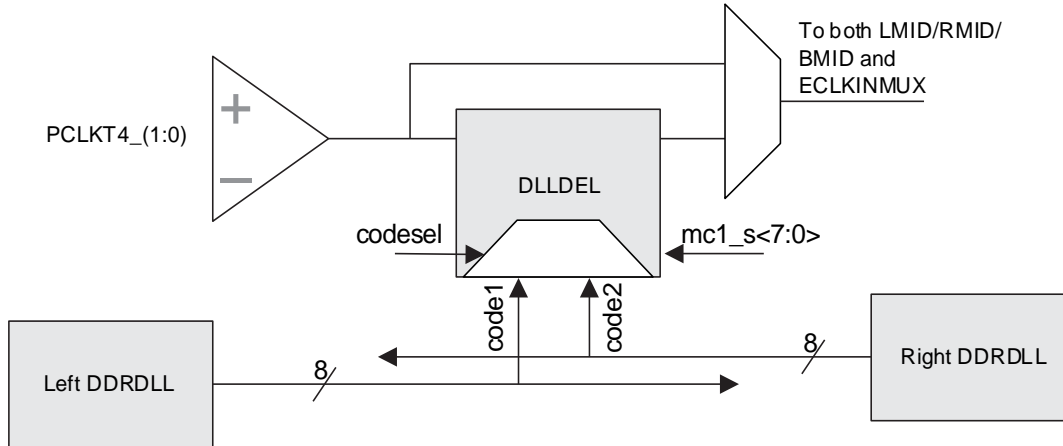 To both LMID/RMID/
BMID and
ECLKINMUX
+
PCLKT4_(1:0)
−
DLLDEL
codesel
mc1_s<7:0>
code1
code2
8
Right DDRDLL
Left DDRDLL
8